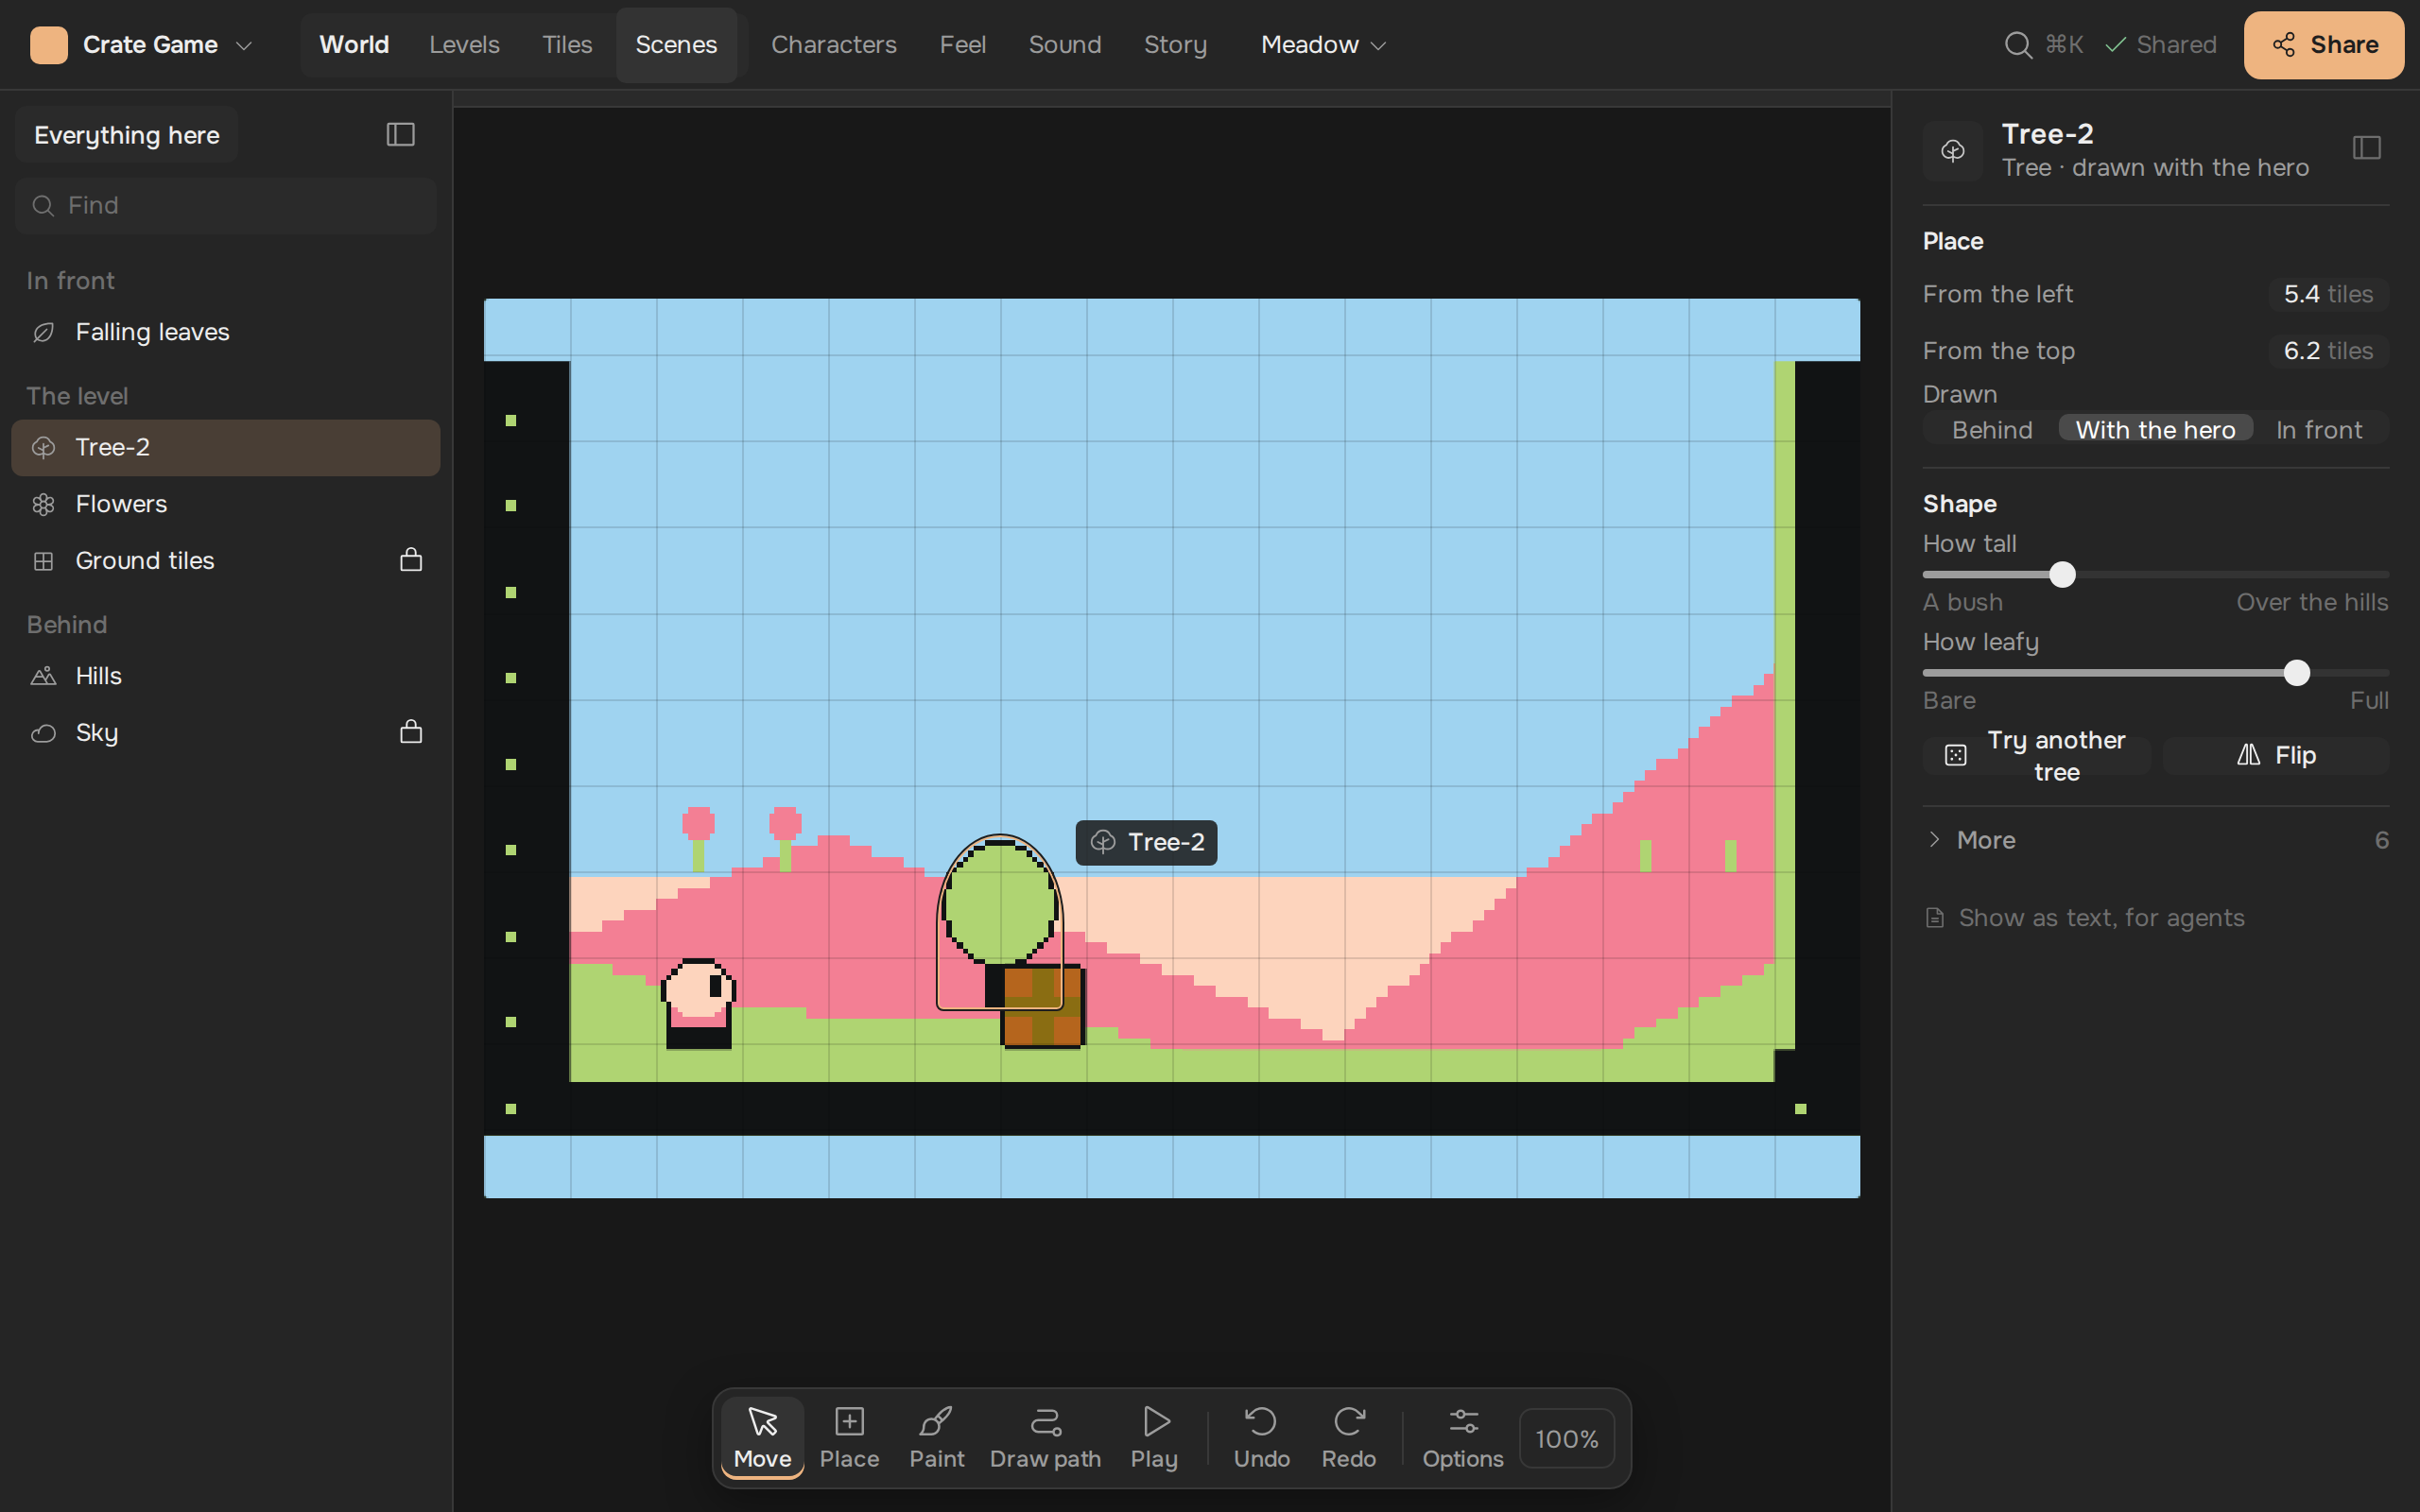 Crate Game
World
Levels
Tiles
Scenes
Characters
Feel
Sound
Story
Meadow
⌘K
Shared
Share
Everything here
Find
In front
Falling leaves
The level
Tree-2
Flowers
Ground tiles
Behind
Hills
Sky
Tree-2
Move
Place
Paint
Draw path
Play
Undo
Redo
Options
100%
Tree-2
Tree · drawn with the hero
Place
From the left
5.4 tiles
From the top
6.2 tiles
Drawn
Behind
With the hero
In front
Shape
How tall
A bush
Over the hills
How leafy
Bare
Full
Try another
tree
Flip
More
6
Show as text, for agents